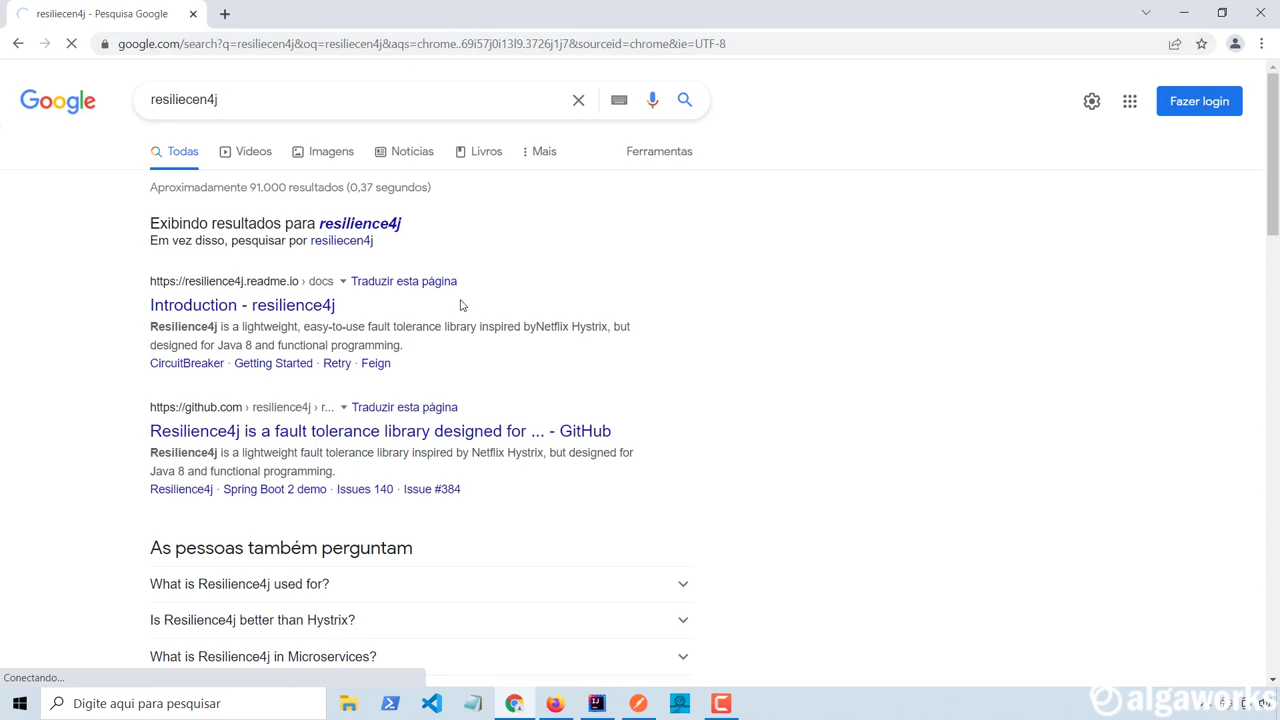 resiliecen4j - Pesquisa Google
google.com/search?q=resiliecen4j&oq=resiliecen4j&aqs=chrome..69i57j0i13l9.3726j1j7&sourceid=chrome&ie=UTF-8
Google
resiliecen4j
Fazer login
Todas
Vídeos
Imagens
Notícias
Livros
Mais
Ferramentas
Aproximadamente 91.000 resultados (0,37 segundos)
Exibindo resultados para resilience4j
Em vez disso, pesquisar por resiliecen4j
https://resilience4j.readme.io › docs
Traduzir esta página
Introduction - resilience4j
Resilience4j is a lightweight, easy-to-use fault tolerance library inspired byNetflix Hystrix, but
designed for Java 8 and functional programming.
CircuitBreaker · Getting Started · Retry · Feign
https://github.com › resilience4j › r...
Traduzir esta página
Resilience4j is a fault tolerance library designed for ... - GitHub
Resilience4j is a lightweight fault tolerance library inspired by Netflix Hystrix, but designed for
Java 8 and functional programming.
Resilience4j · Spring Boot 2 demo · Issues 140 · Issue #384
As pessoas também perguntam
What is Resilience4j used for?
Is Resilience4j better than Hystrix?
What is Resilience4j in Microservices?
Conectando...
Digite aqui para pesquisar
algaworks